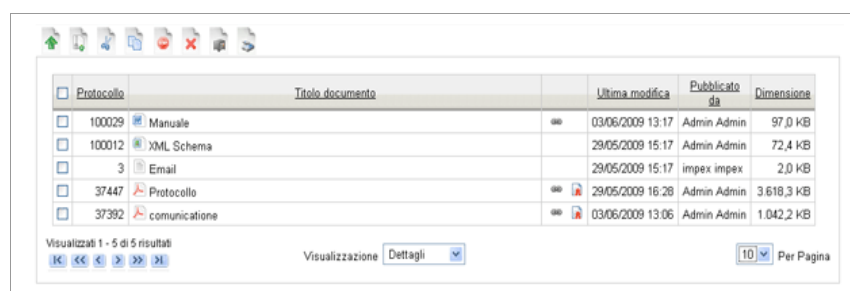 Protocollo Titolo documento Ultima modifica Pubblicato da Dimensione
100029 Manuale 03/06/2009 13:17 Admin Admin 97,0 KB
100012 XML Schema 29/05/2009 15:17 Admin Admin 72,4 KB
3 Email 29/05/2009 15:17 impex impex 2,0 KB
37447 Protocollo 29/05/2009 16:28 Admin Admin 3.618,3 KB
37392 comunicatione 03/06/2009 13:06 Admin Admin 1.042,2 KB
Visualizzati 1 - 5 di 5 risultati
Visualizzazione Dettagli 10 Per Pagina